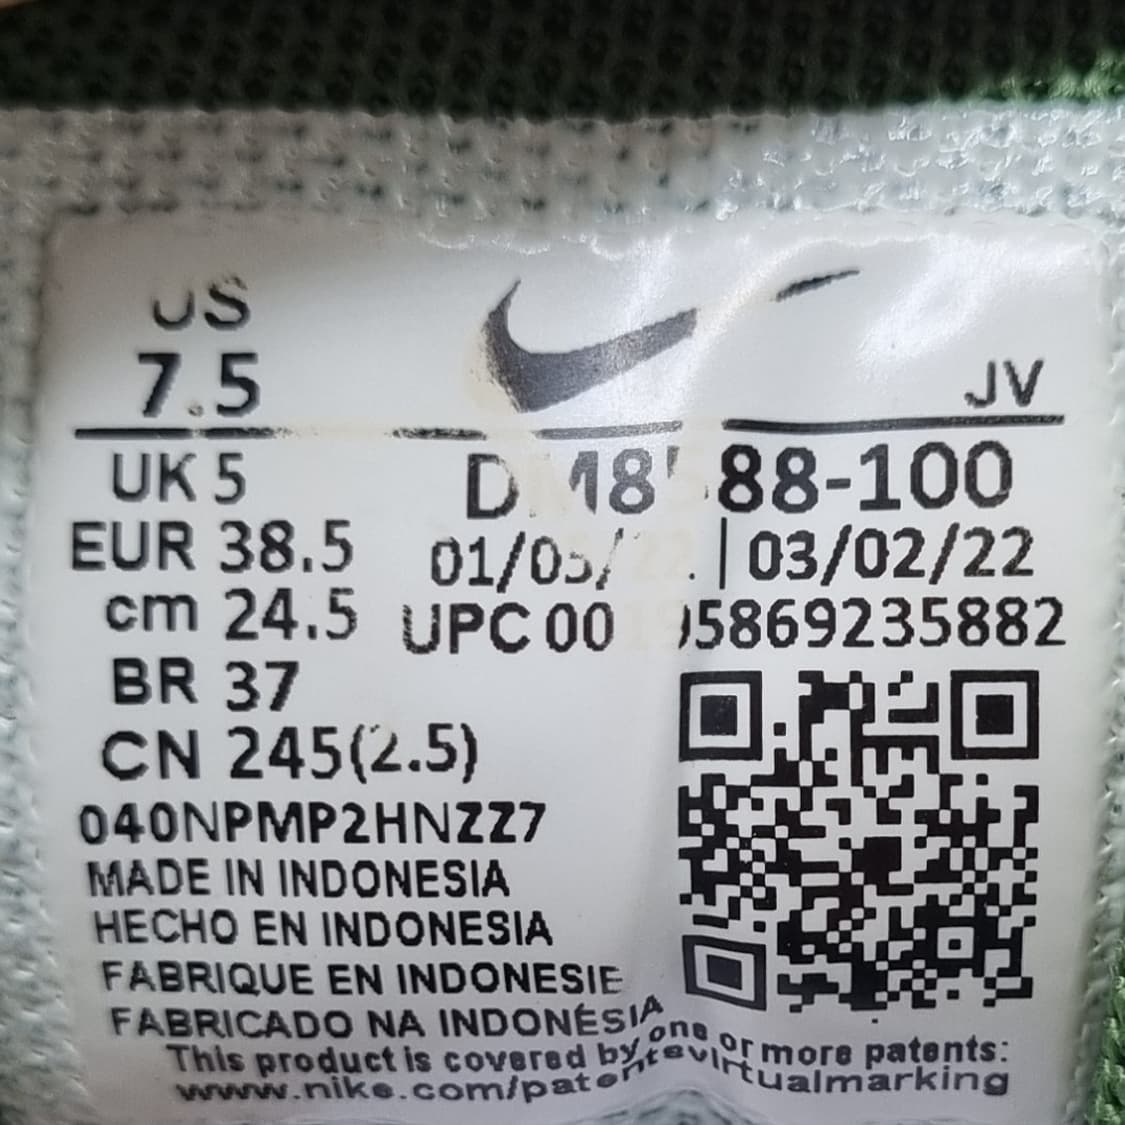 US
7.5
JV
UK 5
88-100
EUR 38.5
03/02/22
cm 24.5
UPC
BR 37
CN 245(2.5)
040NPMP2HNZZ7
MADE IN INDONESIA
HECHO EN INDONESIA
FABRIQUE EN INDONESIE
FABRICADO NA INDONÉSIA
This product is covered by one or more patents:
www.nike.com/patentevirtualmarking